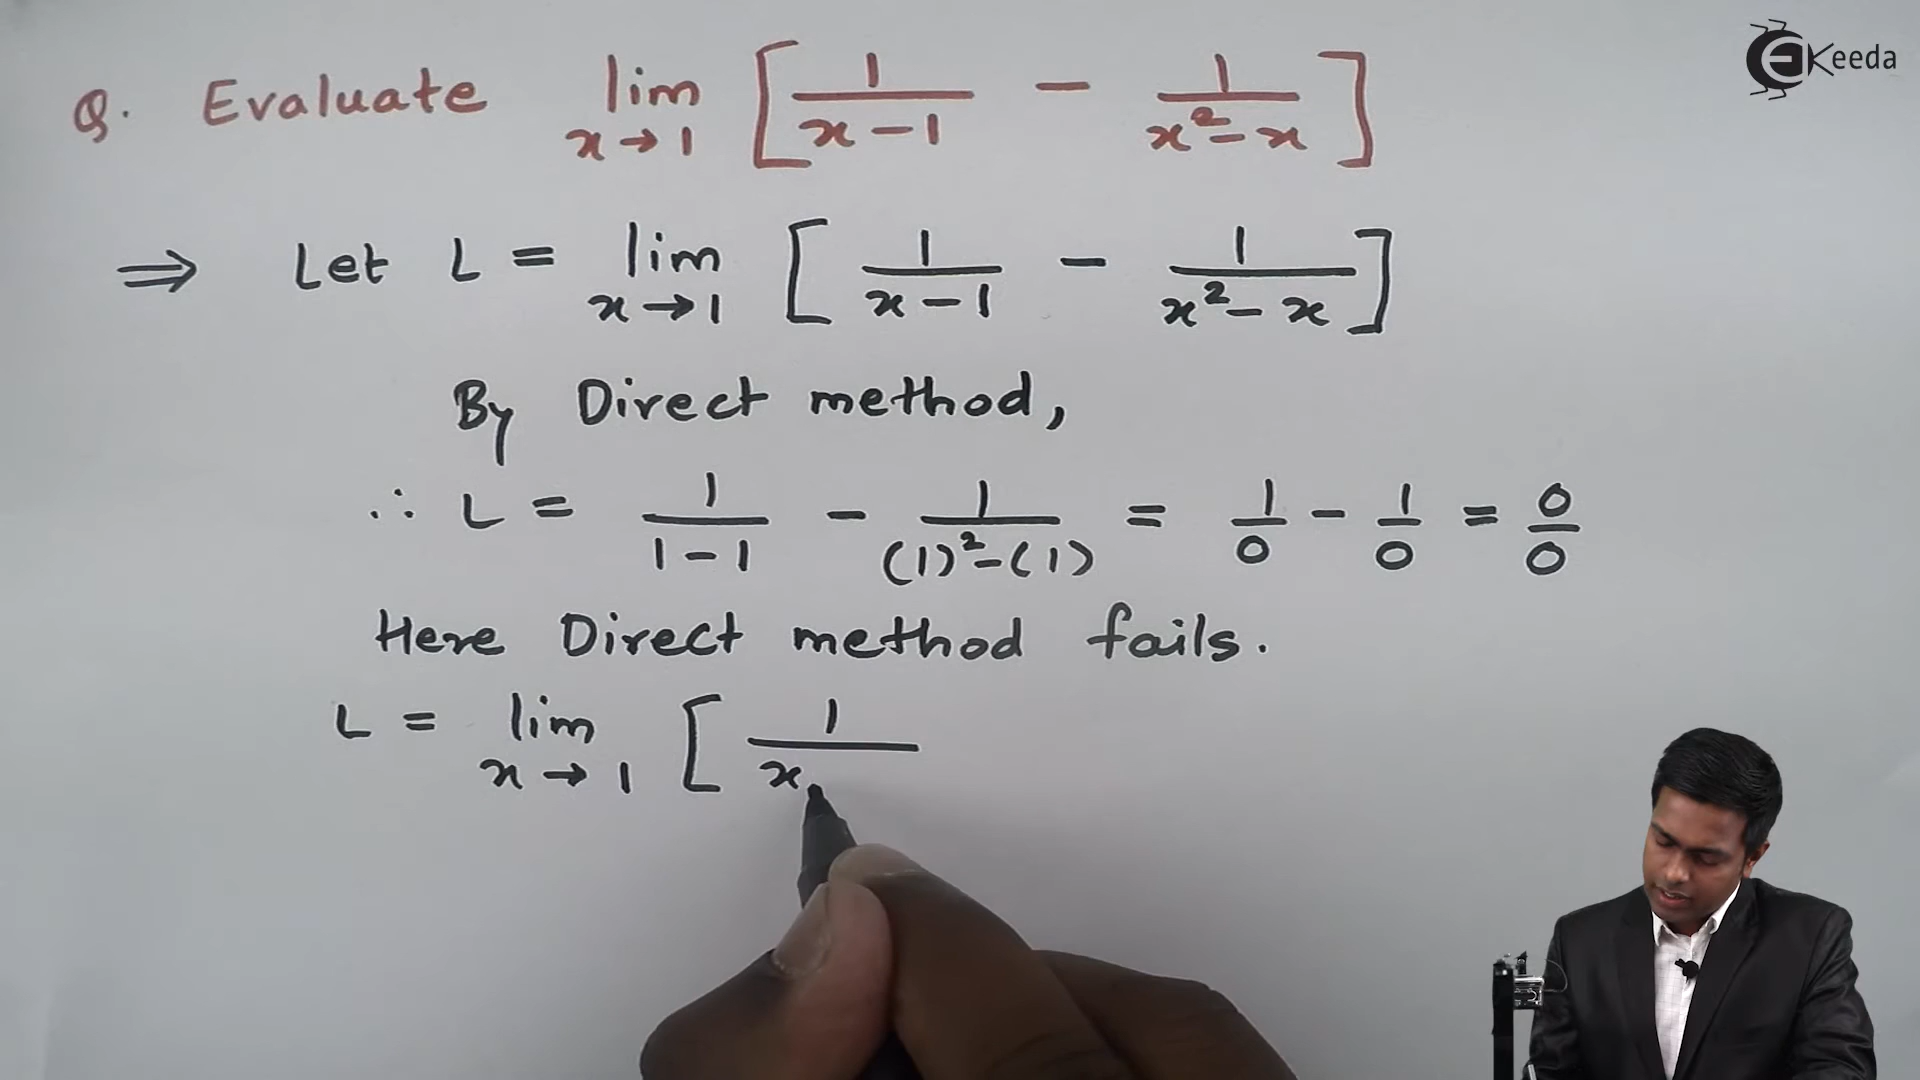 EKeeda
Q. Evaluate lim x→1 [ 1/(x-1) - 1/(x²-x) ]
⇒ Let L = lim x→1 [ 1/(x-1) - 1/(x²-x) ]
By Direct method,
∴ L = 1/(1-1) - 1/((1)²-(1)) = 1/0 - 1/0 = 0/0
Here Direct method fails.
L = lim x→1 [ 1/x